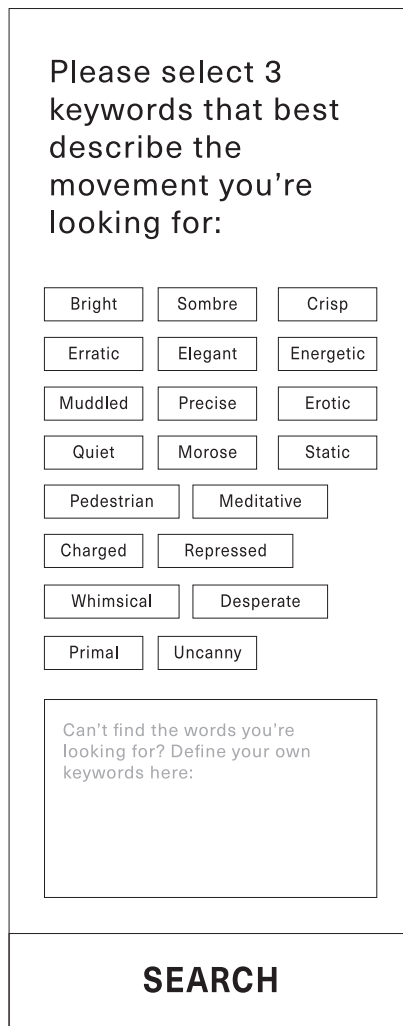 Please select 3
keywords that best
describe the
movement you're
looking for:
Bright Sombre Crisp
Erratic Elegant Energetic
Muddled Precise Erotic
Quiet Morose Static
Pedestrian Meditative
Charged Repressed
Whimsical Desperate
Primal Uncanny
Can't find the words you're
looking for? Define your own
keywords here:
SEARCH